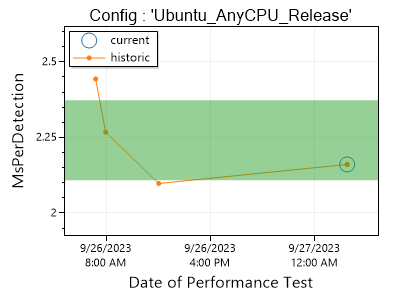 Config : 'Ubuntu_AnyCPU_Release'
current
historic
2.5
2.25
2
MsPerDetection
9/26/2023 9/26/2023 9/27/2023
8:00 AM 4:00 PM 12:00 AM
Date of Performance Test